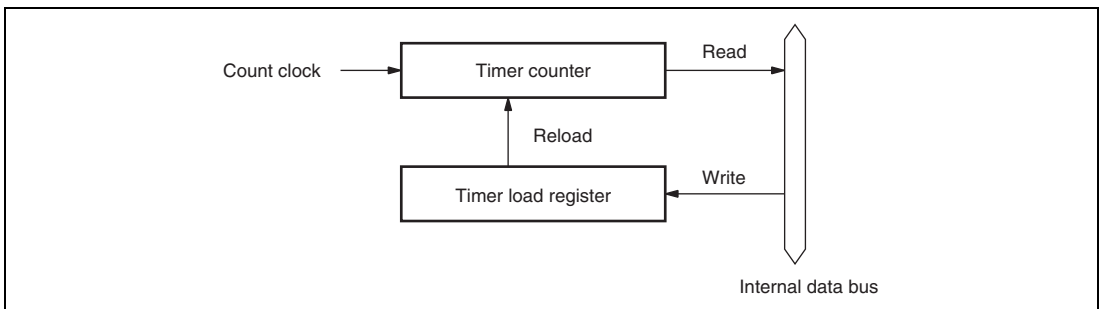 Read
Count clock
Timer counter
Reload
Write
Timer load register
Internal data bus